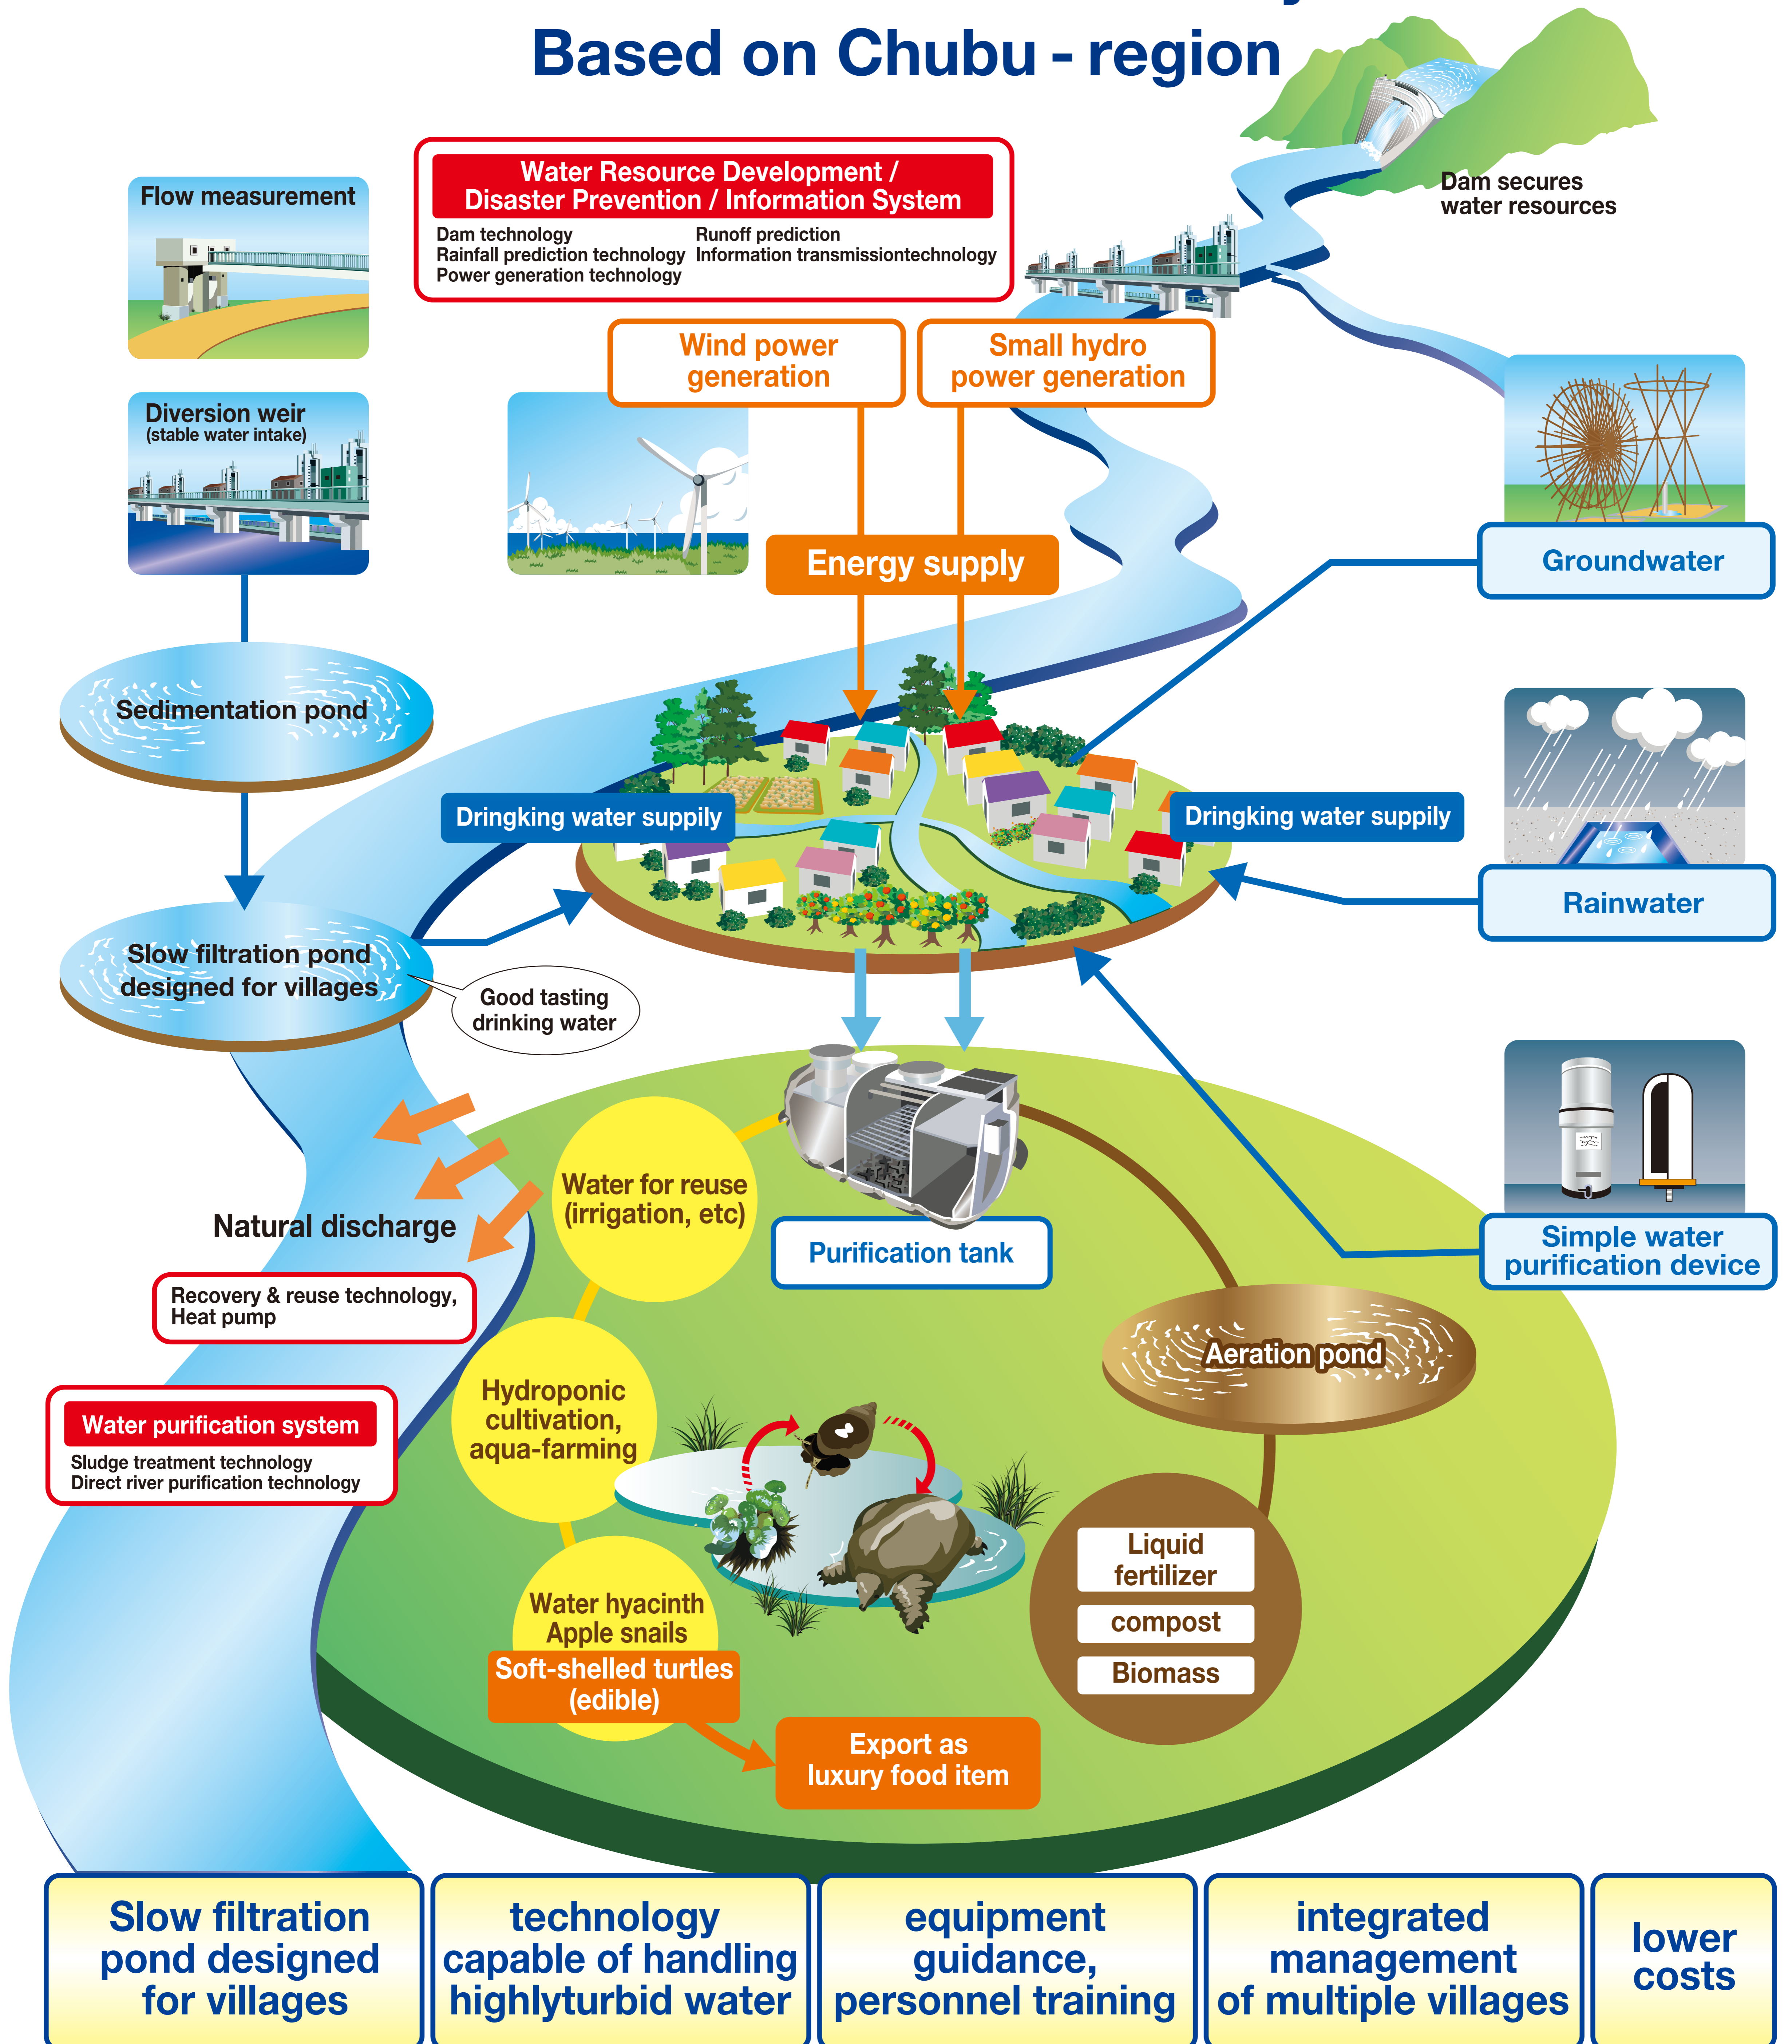 Based on Chubu - region
Dam secures
water resources
Water Resource Development /
Disaster Prevention / Information System
Dam technology
Rainfall prediction technology
Power generation technology
Runoff prediction
Information transmissiontechnology
Flow measurement
Diversion weir
(stable water intake)
Wind power
generation
Small hydro
power generation
Energy supply
Groundwater
Sedimentation pond
Dringking water suppily
Dringking water suppily
Rainwater
Slow filtration pond
designed for villages
Good tasting
drinking water
Natural discharge
Water for reuse
(irrigation, etc)
Purification tank
Simple water
purification device
Recovery & reuse technology,
Heat pump
Aeration pond
Hydroponic
cultivation,
aqua-farming
Water purification system
Sludge treatment technology
Direct river purification technology
Liquid
fertilizer
compost
Biomass
Water hyacinth
Apple snails
Soft-shelled turtles
(edible)
Export as
luxury food item
Slow filtration
pond designed
for villages
technology
capable of handling
highlyturbid water
equipment
guidance,
personnel training
integrated
management
of multiple villages
lower
costs